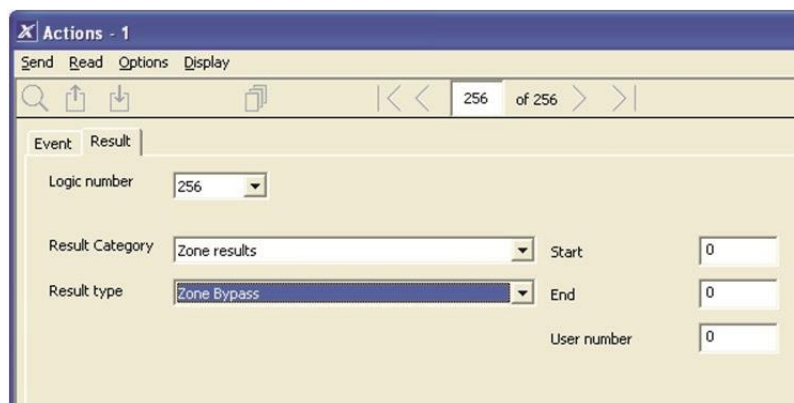 X Actions - 1
Send Read Options Display
256 of 256
Event Result
Logic number 256
Result Category Zone results Start 0
Result type Zone Bypass End 0
User number 0